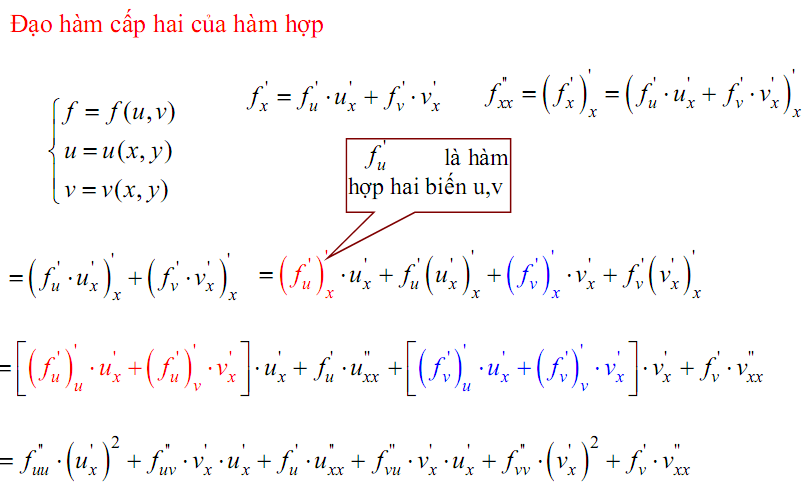 Đạo hàm cấp hai của hàm hợp
f'_x = f'_u · u'_x + f'_v · v'_x
f''_xx = (f'_x)'_x = (f'_u · u'_x + f'_v · v'_x)'_x
{ f = f(u,v)
u = u(x,y)
v = v(x,y)
f'_u là hàm
hợp hai biến u,v
= (f'_u · u'_x)'_x + (f'_v · v'_x)'_x = (f'_u)'_x · u'_x + f'_u (u'_x)'_x + (f'_v)'_x · v'_x + f'_v (v'_x)'_x
= [(f'_u)'_u · u'_x + (f'_u)'_v · v'_x] · u'_x + f'_u · u''_xx + [(f'_v)'_u · u'_x + (f'_v)'_v · v'_x] · v'_x + f'_v · v''_xx
= f''_uu · (u'_x)^2 + f''_uv · v'_x · u'_x + f'_u · u''_xx + f''_vu · v'_x · u'_x + f''_vv · (v'_x)^2 + f'_v · v''_xx